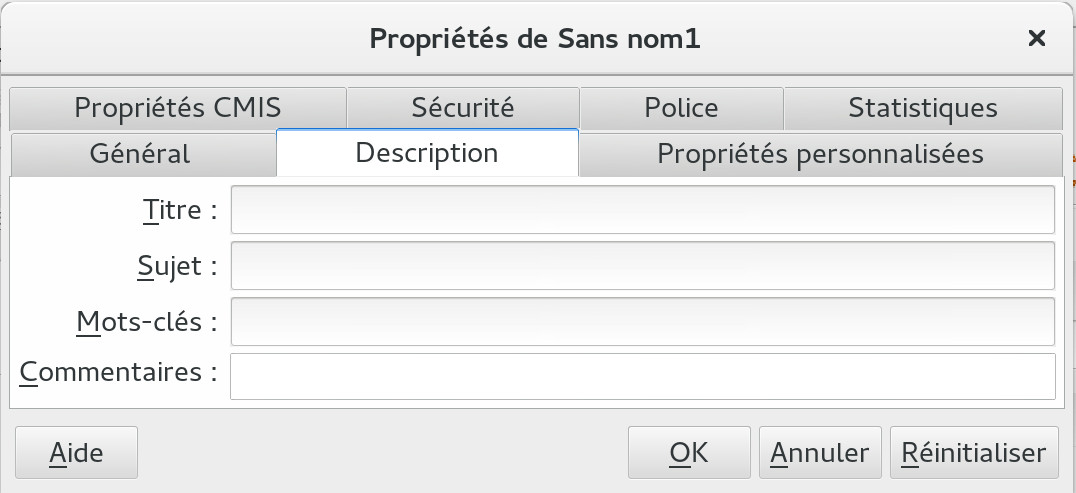 Propriétés de Sans nom1
Propriétés CMIS Sécurité Police Statistiques
Général Description Propriétés personnalisées
Titre :
Sujet :
Mots-clés :
Commentaires :
Aide OK Annuler Réinitialiser